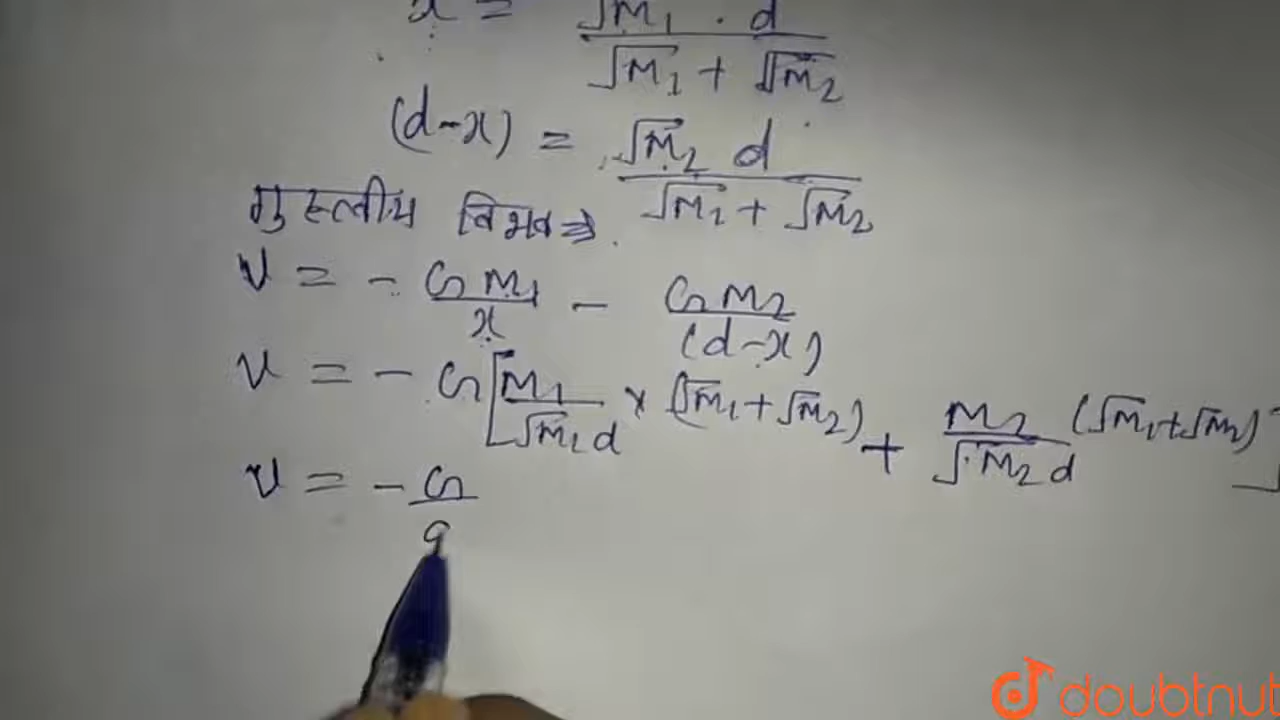 x = √M₁ · d / (√M₁ + √M₂)
(d-x) = √M₂ d / (√M₁ + √M₂)
गुरुत्वीय विभव ⇒
V = - GM₁/x - GM₂/(d-x)
V = - G[M₁/(√M₁ d) × (√M₁ + √M₂) + M₂/(√M₂ d) (√M₁ + √M₂)]
V = - G/
doubtnut